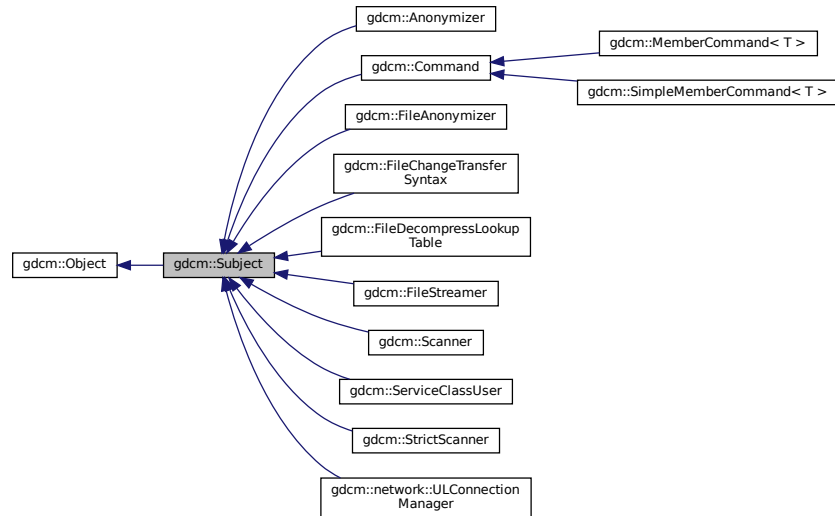 gdcm::Anonymizer
gdcm::MemberCommand< T >
gdcm::Command
gdcm::SimpleMemberCommand< T >
gdcm::FileAnonymizer
gdcm::FileChangeTransfer
Syntax
gdcm::FileDecompressLookup
Table
gdcm::Object
gdcm::Subject
gdcm::FileStreamer
gdcm::Scanner
gdcm::ServiceClassUser
gdcm::StrictScanner
gdcm::network::ULConnection
Manager